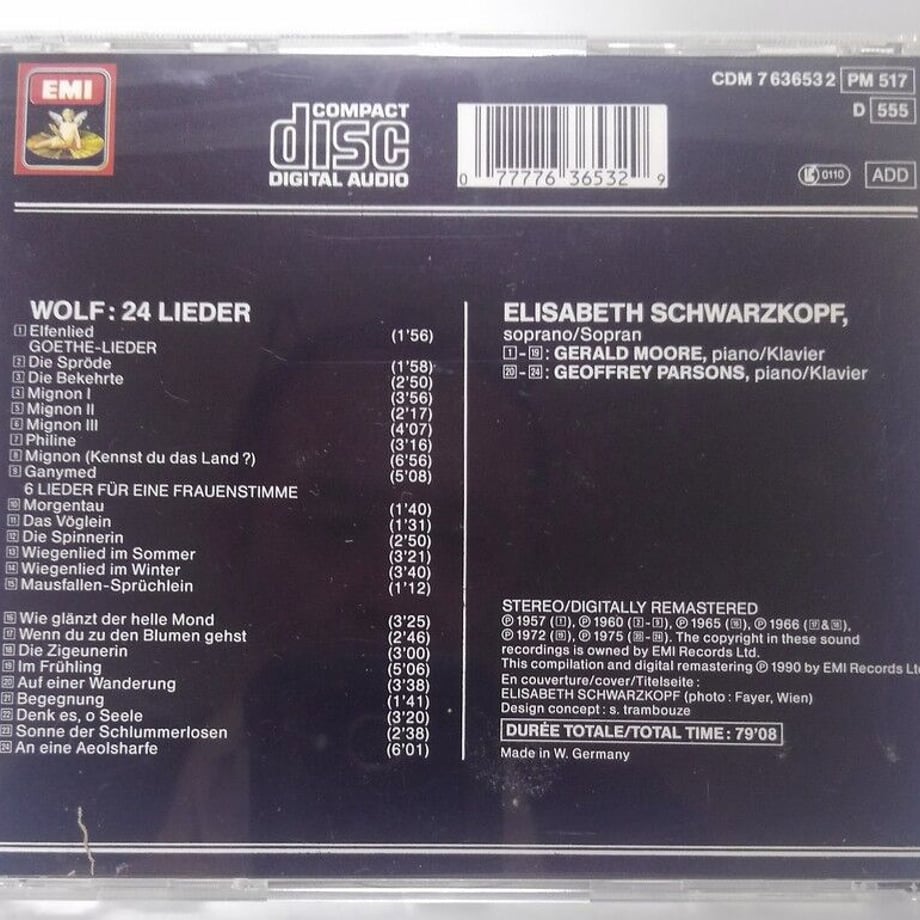 EMI
COMPACT
disc
DIGITAL AUDIO
0 77776 36532 9
CDM 7 63653 2 PM 517
D 555
0110 ADD
WOLF: 24 LIEDER
1 Elfenlied (1'56)
GOETHE-LIEDER
2 Die Spröde (1'58)
3 Die Bekehrte (2'50)
4 Mignon I (3'56)
5 Mignon II (2'17)
6 Mignon III (4'07)
7 Philine (3'16)
8 Mignon (Kennst du das Land?) (6'56)
9 Ganymed (5'08)
6 LIEDER FÜR EINE FRAUENSTIMME
10 Morgentau (1'40)
11 Das Vöglein (1'31)
12 Die Spinnerin (2'50)
13 Wiegenlied im Sommer (3'21)
14 Wiegenlied im Winter (3'40)
15 Mausfallen-Sprüchlein (1'12)
16 Wie glänzt der helle Mond (3'25)
17 Wenn du zu den Blumen gehst (2'46)
18 Die Zigeunerin (3'00)
19 Im Frühling (5'06)
20 Auf einer Wanderung (3'38)
21 Begegnung (1'41)
22 Denk es, o Seele (3'20)
23 Sonne der Schlummerlosen (2'38)
24 An eine Aeolsharfe (6'01)
ELISABETH SCHWARZKOPF,
soprano/Sopran
1-19: GERALD MOORE, piano/Klavier
20-24: GEOFFREY PARSONS, piano/Klavier
STEREO/DIGITALLY REMASTERED
℗ 1957 (1), ℗ 1960 (2-9), ℗ 1965 (16), ℗ 1966 (17&18),
℗ 1972 (19), ℗ 1975 (20-24). The copyright in these sound
recordings is owned by EMI Records Ltd.
This compilation and digital remastering ℗ 1990 by EMI Records Lt
En couverture/cover/Titelseite:
ELISABETH SCHWARZKOPF (photo: Fayer, Wien)
Design concept: s. trambouze
DURÉE TOTALE/TOTAL TIME: 79'08
Made in W. Germany